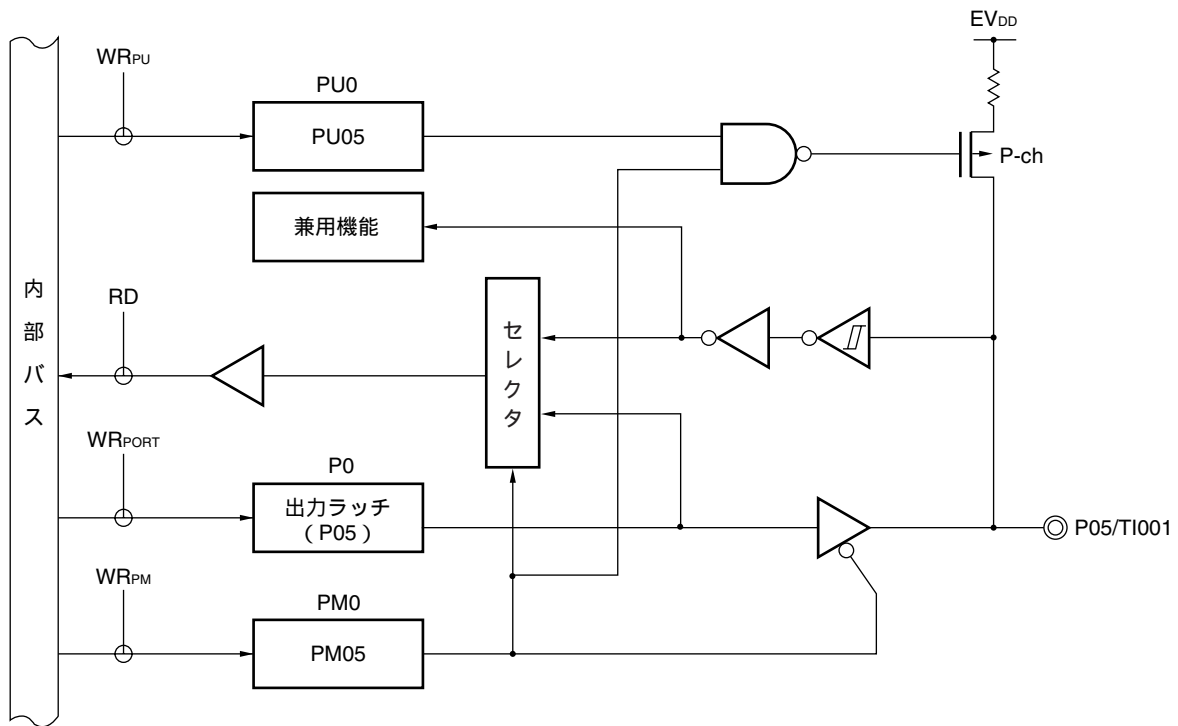 EVDD
WRPU
PU0
PU05
P-ch
兼用機能
内部バス
RD
セレクタ
WRPORT
P0
出力ラッチ
(P05)
P05/TI001
WRPM
PM0
PM05